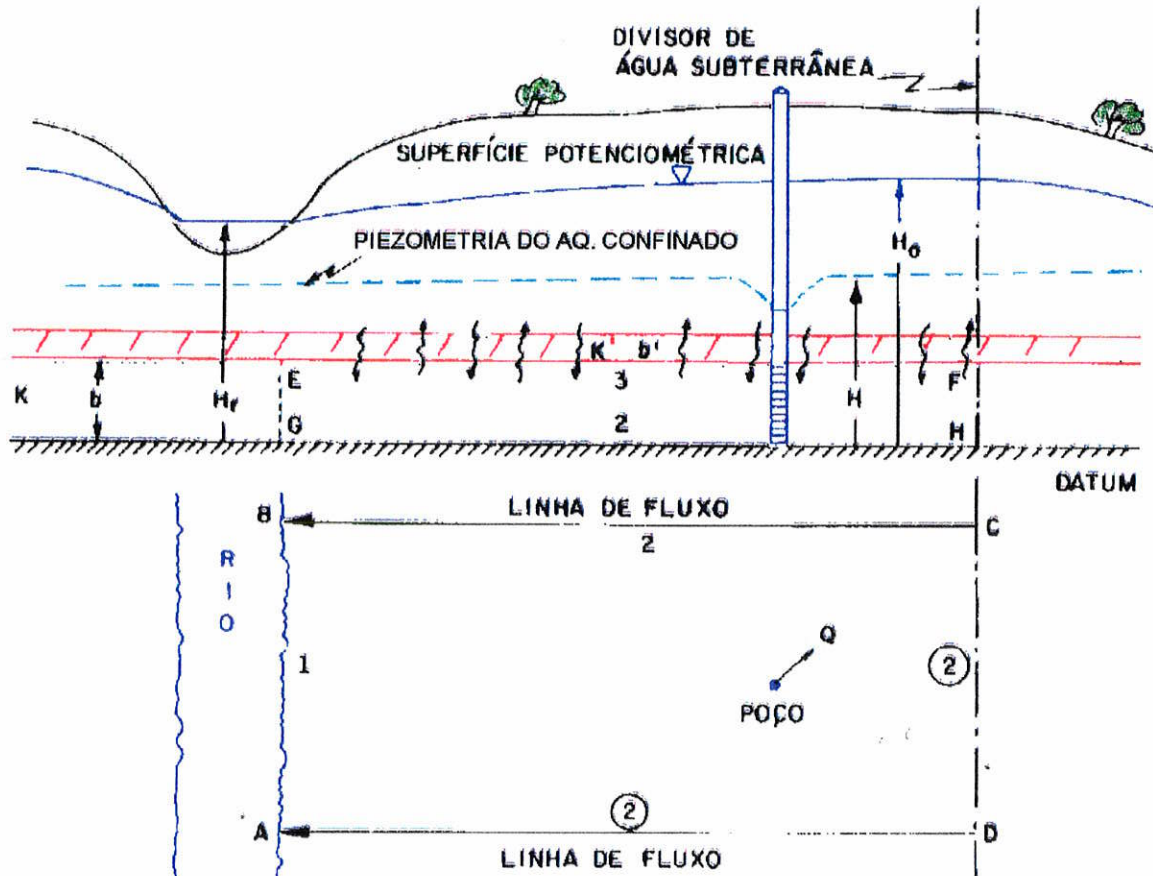 DIVISOR DE
ÁGUA SUBTERRÂNEA
SUPERFÍCIE POTENCIOMÉTRICA
PIEZOMETRIA DO AQ. CONFINADO
H₀
K' b'
K b Hr E 3 H F
G 2 H
DATUM
B LINHA DE FLUXO C
2
R
I
O
1
Q
2
POÇO
2
A D
LINHA DE FLUXO